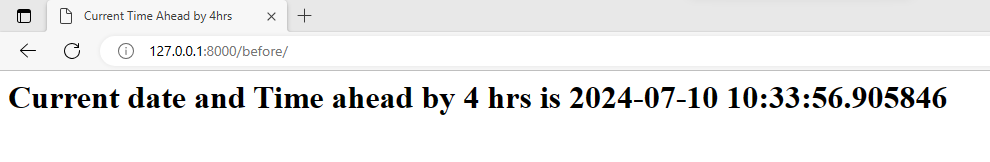 Current Time Ahead by 4hrs
127.0.0.1:8000/before/
Current date and Time ahead by 4 hrs is 2024-07-10 10:33:56.905846